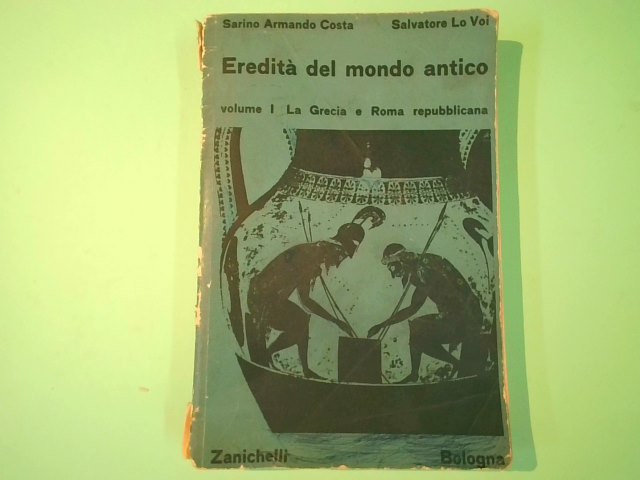 Sarino Armando Costa Salvatore Lo Voi
Eredità del mondo antico
volume I La Grecia e Roma repubblicana
Zanichelli Bologna